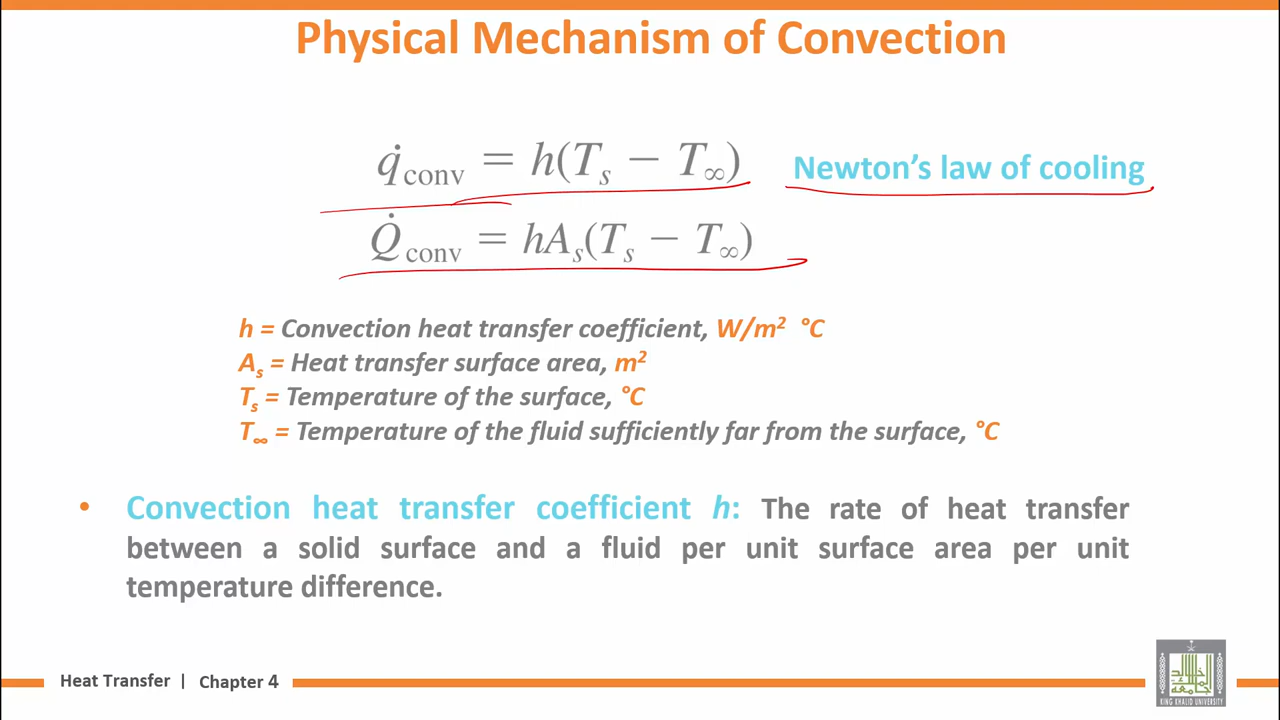 Physical Mechanism of Convection
q̇conv = h(Ts − T∞)
Newton's law of cooling
Q̇conv = hAs(Ts − T∞)
h = Convection heat transfer coefficient, W/m² °C
As = Heat transfer surface area, m²
Ts = Temperature of the surface, °C
T∞ = Temperature of the fluid sufficiently far from the surface, °C
• Convection heat transfer coefficient h: The rate of heat transfer
between a solid surface and a fluid per unit surface area per unit
temperature difference.
Heat Transfer | Chapter 4
KING KHALID UNIVERSITY